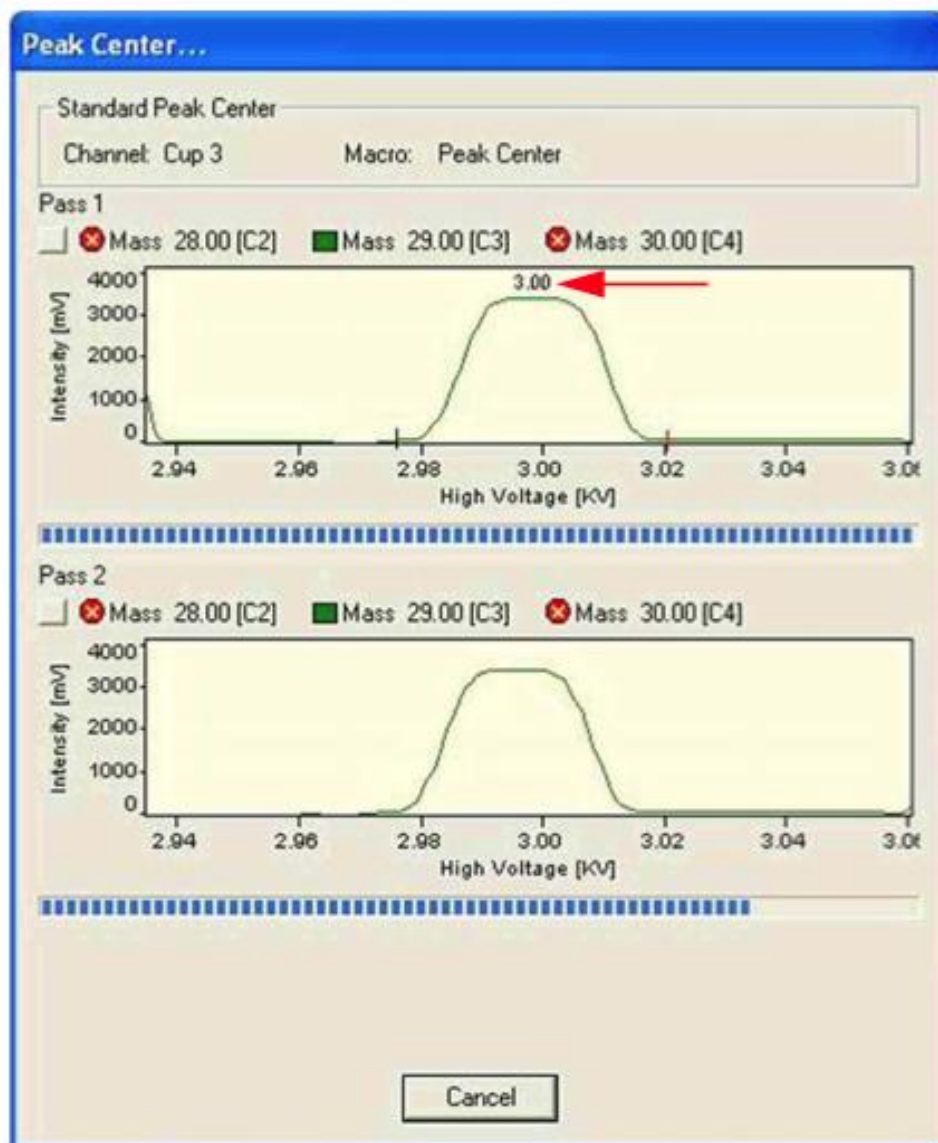 Peak Center...
Standard Peak Center
Channel: Cup 3 Macro: Peak Center
Pass 1
Mass 28.00 [C2] Mass 29.00 [C3] Mass 30.00 [C4]
Intensity [mV]
4000
3000
2000
1000
0
3.00
2.94 2.96 2.98 3.00 3.02 3.04 3.06
High Voltage [KV]
Pass 2
Mass 28.00 [C2] Mass 29.00 [C3] Mass 30.00 [C4]
Intensity [mV]
4000
3000
2000
1000
0
2.94 2.96 2.98 3.00 3.02 3.04 3.06
High Voltage [KV]
Cancel